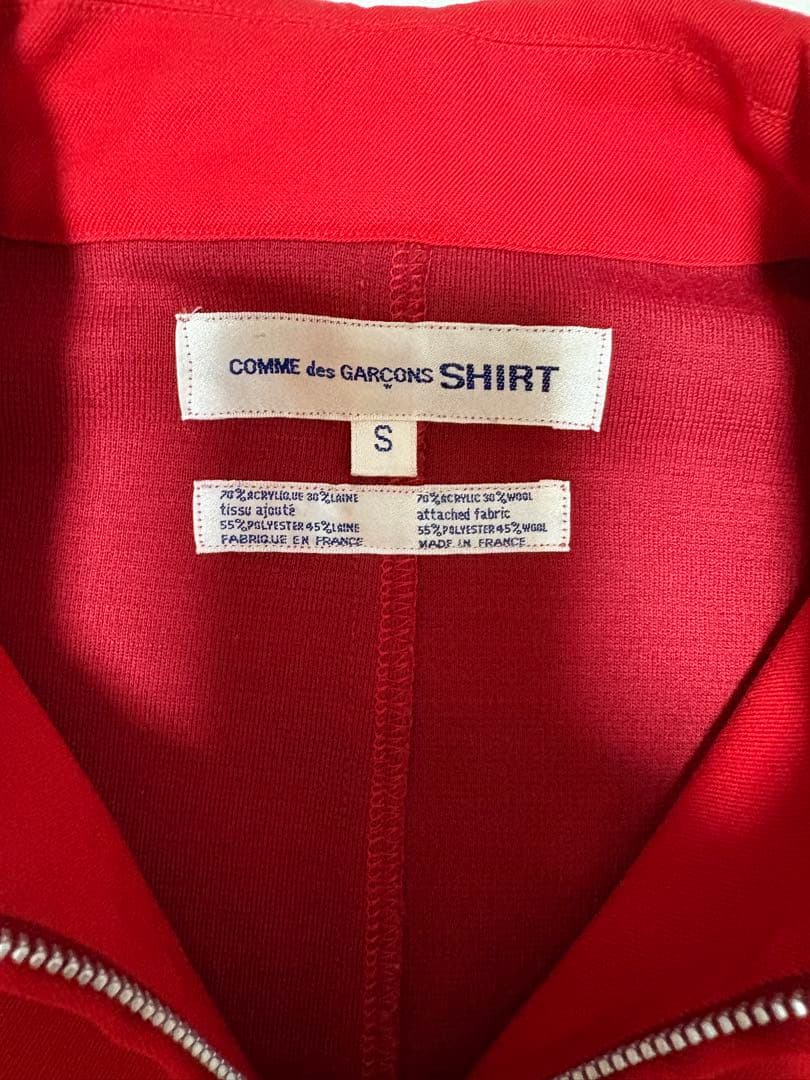 COMME des GARÇONS SHIRT
S
70%ACRYLIQUE 30%LAINE
tissu ajouté
55%POLYESTER 45%LAINE
FABRIQUE EN FRANCE
70%ACRYLIC 30%WOOL
attached fabric
55%POLYESTER 45%WOOL
MADE IN FRANCE